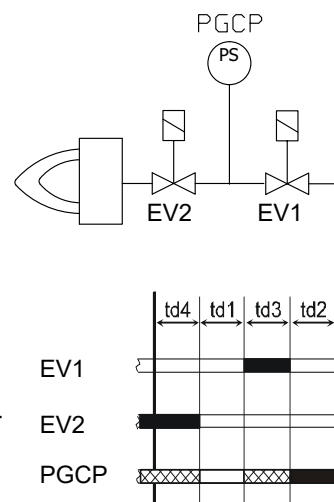 PGCP
PS
EV2 EV1
td4 td1 td3 td2
EV1
EV2
PGCP